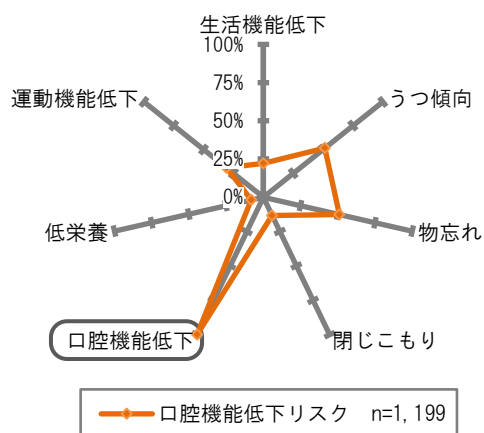 生活機能低下
100%
75%
50%
25%
0%
うつ傾向
物忘れ
閉じこもり
口腔機能低下
低栄養
運動機能低下
口腔機能低下リスク n=1,199